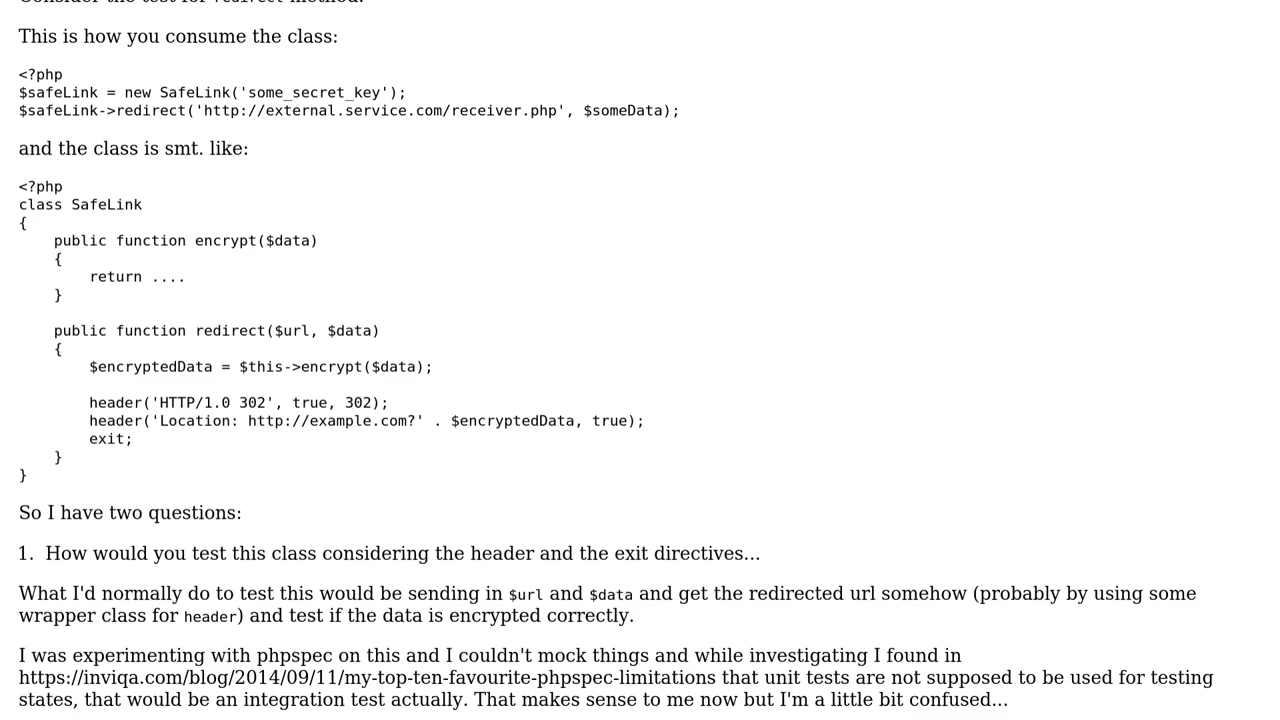 Consider the test for redirect method.
This is how you consume the class:
<?php
$safeLink = new SafeLink('some_secret_key');
$safeLink->redirect('http://external.service.com/receiver.php', $someData);
and the class is smt. like:
<?php
class SafeLink
{
    public function encrypt($data)
    {
        return ....
    }
    public function redirect($url, $data)
    {
        $encryptedData = $this->encrypt($data);
        header('HTTP/1.0 302', true, 302);
        header('Location: http://example.com?' . $encryptedData, true);
        exit;
    }
}
So I have two questions:
1. How would you test this class considering the header and the exit directives...
What I'd normally do to test this would be sending in $url and $data and get the redirected url somehow (probably by using some
wrapper class for header) and test if the data is encrypted correctly.
I was experimenting with phpspec on this and I couldn't mock things and while investigating I found in
https://inviqa.com/blog/2014/09/11/my-top-ten-favourite-phpspec-limitations that unit tests are not supposed to be used for testing
states, that would be an integration test actually. That makes sense to me now but I'm a little bit confused...